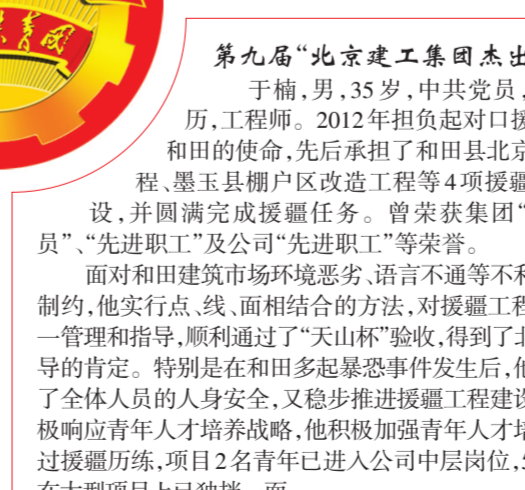 第九届“北京建工集团杰出
于楠，男，35岁，中共党员，
历，工程师。2012年担负起对口援
和田的使命，先后承担了和田县北京
程、墨玉县棚户区改造工程等4项援疆
设，并圆满完成援疆任务。曾荣获集团“
员”、“先进职工”及公司“先进职工”等荣誉。
面对和田建筑市场环境恶劣、语言不通等不利
制约，他实行点、线、面相结合的方法，对援疆工程
一管理和指导，顺利通过了“天山杯”验收，得到了北
导的肯定。特别是在和田多起暴恐事件发生后，他
了全体人员的人身安全，又稳步推进援疆工程建设
极响应青年人才培养战略，他积极加强青年人才培
过援疆历练，项目2名青年已进入公司中层岗位，5